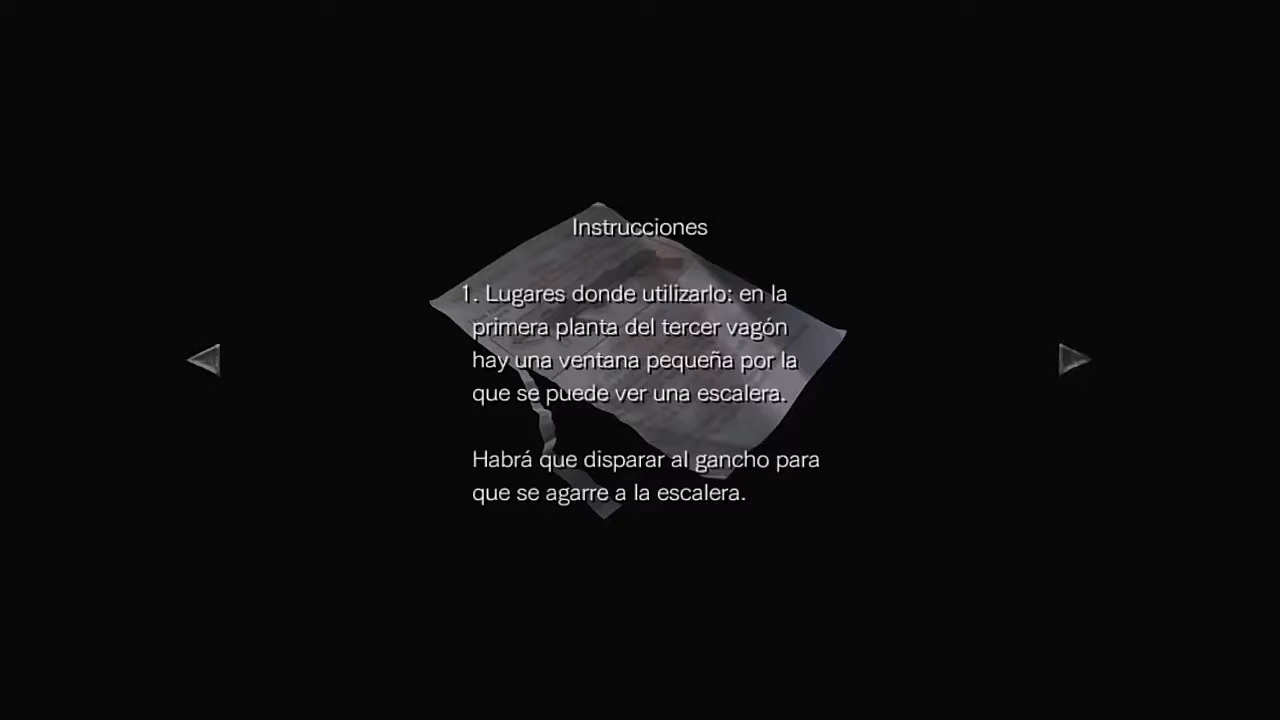 Instrucciones
1. Lugares donde utilizarlo: en la
primera planta del tercer vagón
hay una ventana pequeña por la
que se puede ver una escalera.
Habrá que disparar al gancho para
que se agarre a la escalera.